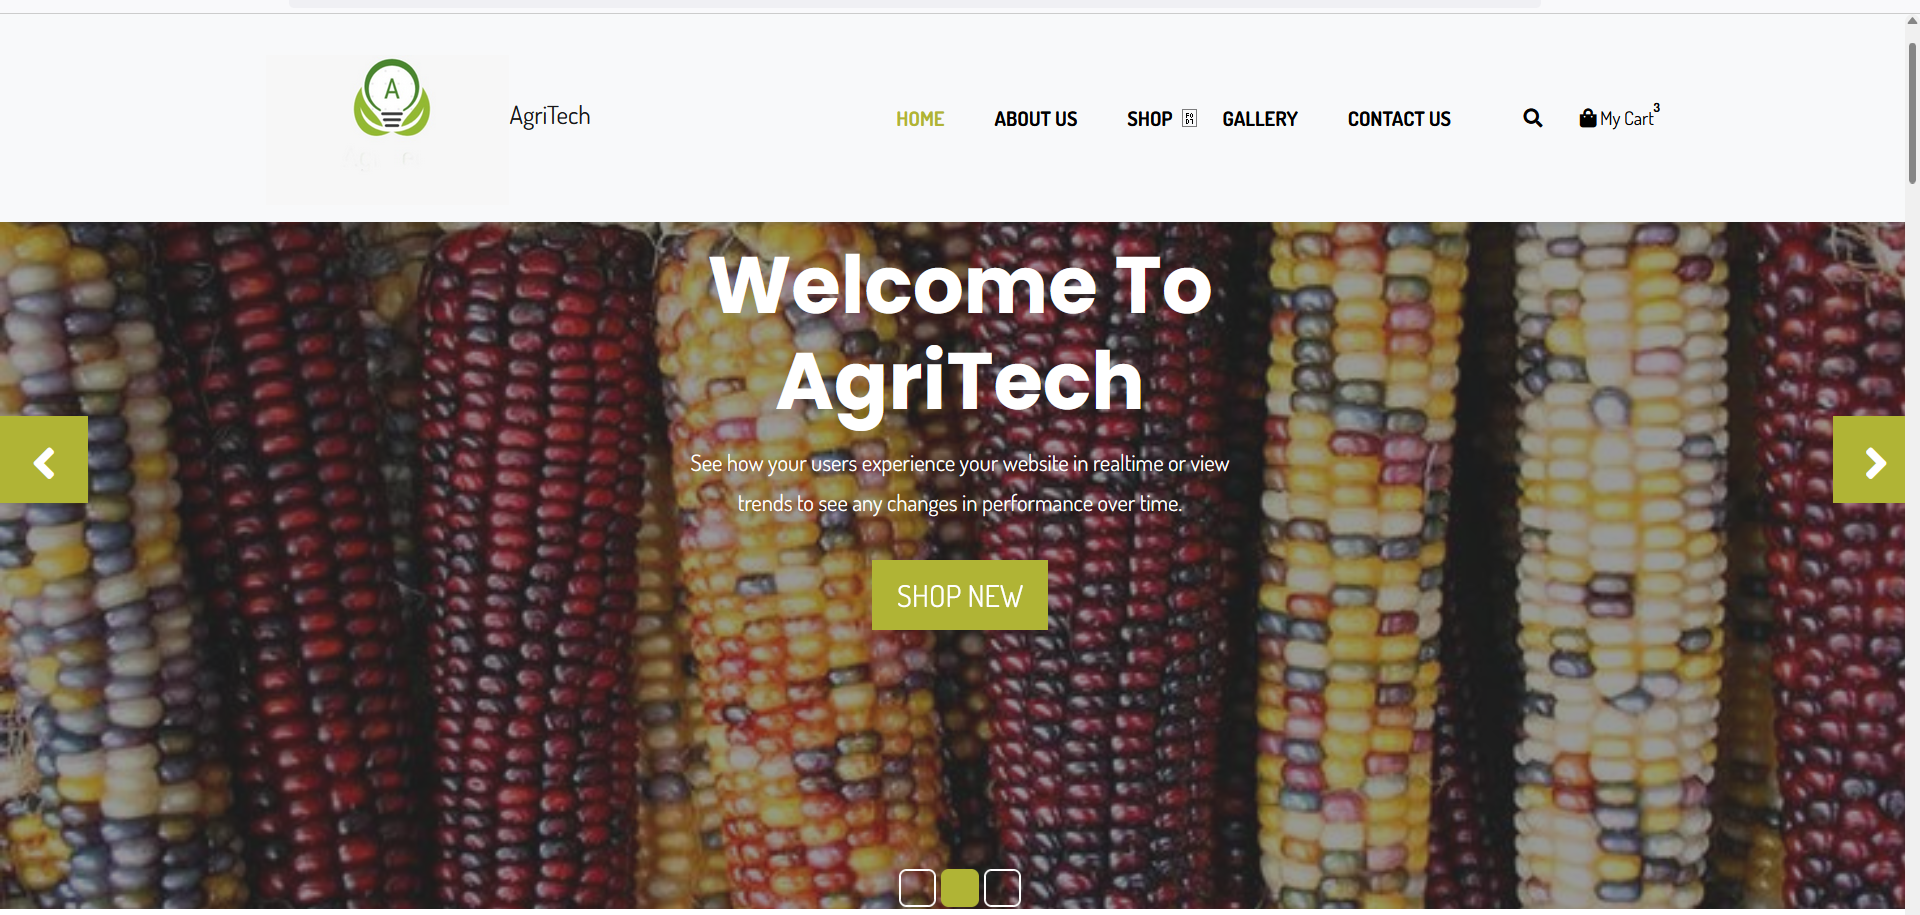 A
AgriTech
HOME ABOUT US SHOP GALLERY CONTACT US My Cart 3
Welcome To
AgriTech
See how your users experience your website in realtime or view
trends to see any changes in performance over time.
SHOP NEW